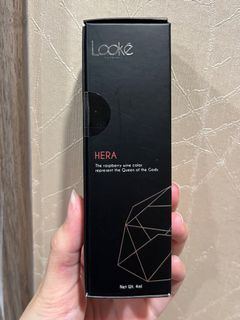 Looké
HERA
The raspberry wine color
represent the Queen of the Gods
Net Wt. 4ml